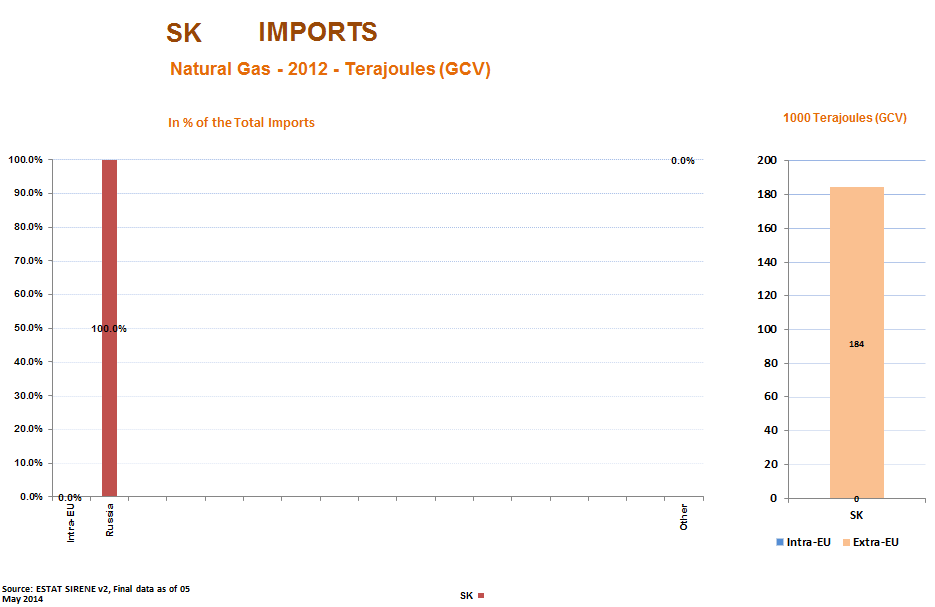 SK IMPORTS
Natural Gas - 2012 - Terajoules (GCV)
In % of the Total Imports
1000 Terajoules (GCV)
100.0%
90.0%
80.0%
70.0%
60.0%
50.0%
40.0%
30.0%
20.0%
10.0%
0.0%
0.0%
100.0%
0.0%
Intra-EU
Russia
Other
200
180
160
140
120
100
80
60
40
20
0
184
0
SK
Intra-EU Extra-EU
Source: ESTAT SIRENE v2, Final data as of 05
May 2014
SK